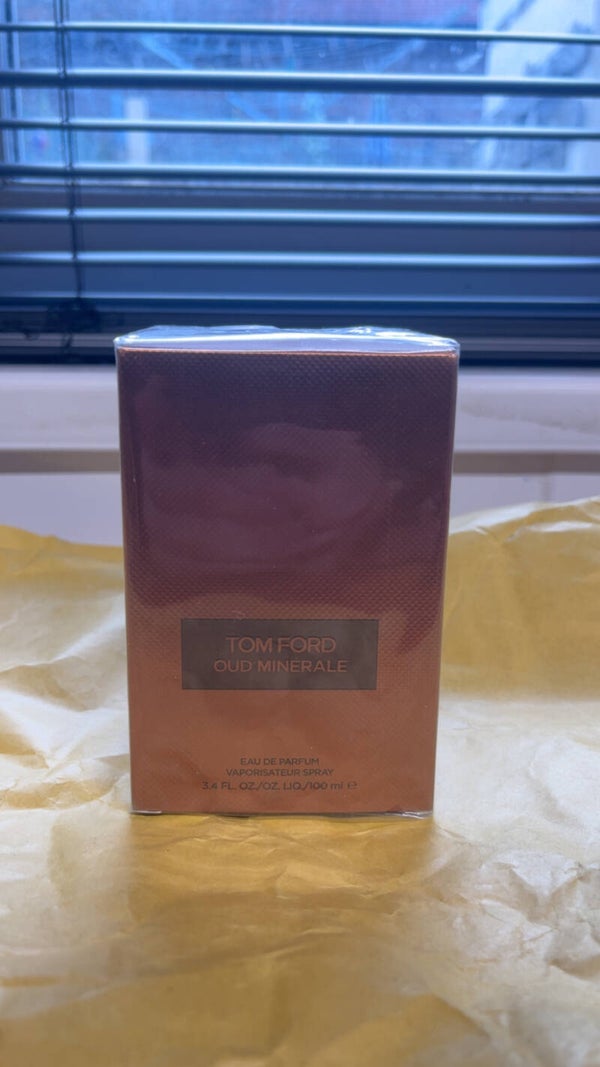 TOM FORD
OUD MINERALE
EAU DE PARFUM
VAPORISATEUR SPRAY
3.4 FL. OZ./OZ. LIQ./100 ml ℮